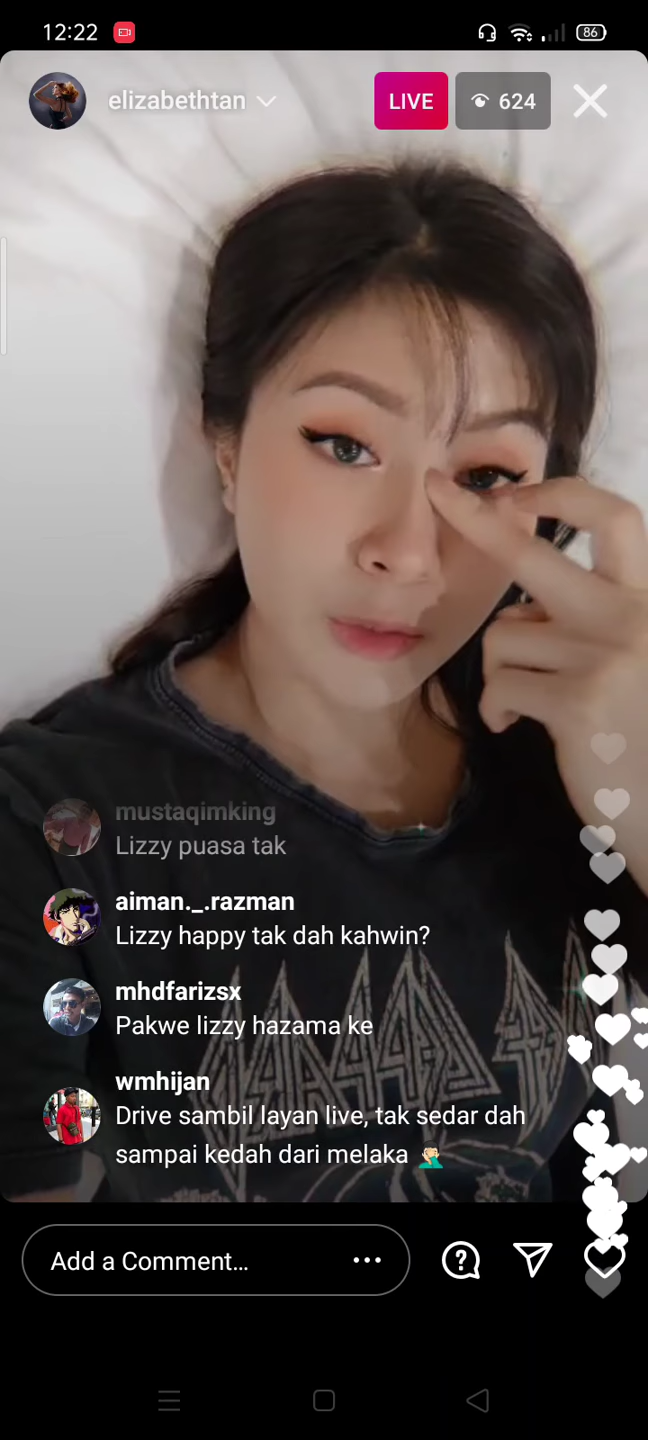 12:22
86
elizabethtan
LIVE
624
mustaqimking
Lizzy puasa tak
aiman._.razman
Lizzy happy tak dah kahwin?
mhdfarizsx
Pakwe lizzy hazama ke
wmhijan
Drive sambil layan live, tak sedar dah
sampai kedah dari melaka 🤦🏻‍♂️
Add a Comment...